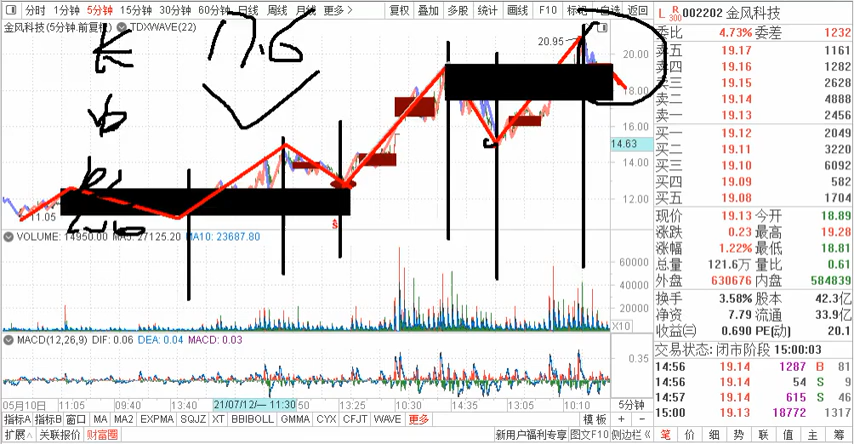 分时 1分钟 5分钟 15分钟 30分钟 60分钟 日线 周线 月线 更多 >
复权 叠加 多股 统计 画线 F10 标记 自选 返回
L R 300 002202 金风科技
金风科技(5分钟 前复权) TDXWAVE(22)
委比 4.73% 委差 1232
卖五 19.17 1161
卖四 19.16 1282
卖三 19.15 2628
卖二 19.14 4888
卖一 19.13 2456
买一 19.12 2049
买二 19.11 3220
买三 19.10 6092
买四 19.09 582
买五 19.08 1704
现价 19.13 今开 18.89
涨跌 0.23 最高 19.28
涨幅 1.22% 最低 18.81
总量 121.6万 量比 0.61
外盘 630676 内盘 584839
换手 3.58% 股本 42.3亿
净资 7.79 流通 33.9亿
收益㈢ 0.690 PE(动) 20.1
交易状态: 闭市阶段 15:00:03
14:56 19.14 1287 B 81
14:56 19.14 54 S 9
14:57 19.14 615 S 46
15:00 19.13 18772 1317
笔 价 细 势 联 值 主 筹
17.6
20.95
20.00
18.00
16.00
14.63
14.00
12.00
11.05
VOLUME: 14950.00 MA5: 27125.20 MA10: 23687.80
60000
40000
20000
X10
MACD(12,26,9) DIF: 0.06 DEA: 0.04 MACD: 0.03
0.35
05月10日 11:05 09:40 13:40 21/07/12/一 11:30 50 13:25 10:30 14:35 13:05 10:10 5分钟
指标A 指标B 窗口 MA MA2 EXPMA SQJZ XT BBIBOLL GMMA CYX CFJT WAVE 更多 模板 + −
扩展∧ 关联报价 财富圈 新用户福利专享 图文F10 侧边栏